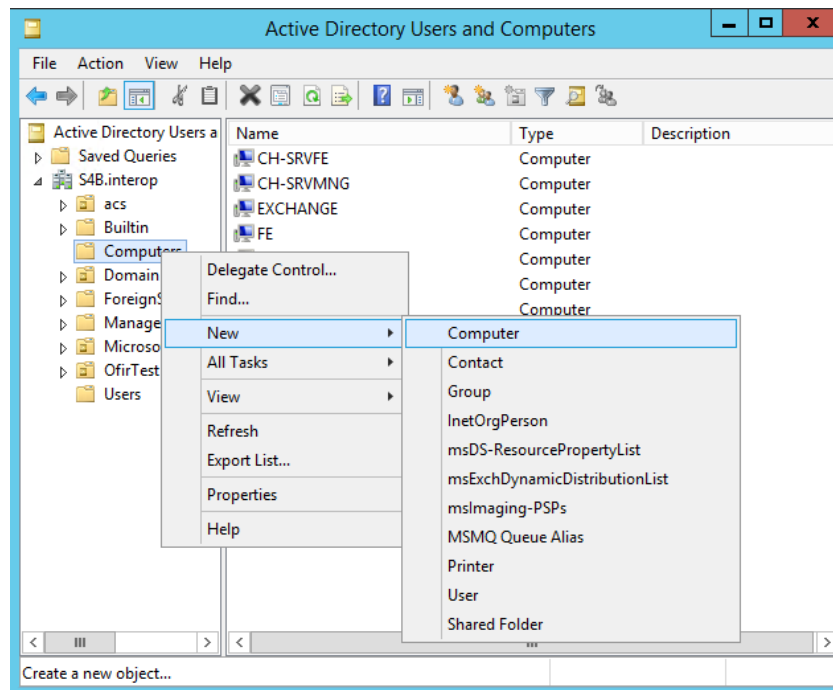 Active Directory Users and Computers
File Action View Help
Active Directory Users a
Saved Queries
S4B.interop
acs
Builtin
Computers
Domain
ForeignS
Manage
Microso
OfirTest
Users
Name Type Description
CH-SRVFE Computer
CH-SRVMNG Computer
EXCHANGE Computer
FE Computer
Computer
Computer
Computer
Delegate Control...
Find...
New
All Tasks
View
Refresh
Export List...
Properties
Help
Computer
Contact
Group
InetOrgPerson
msDS-ResourcePropertyList
msExchDynamicDistributionList
msImaging-PSPs
MSMQ Queue Alias
Printer
User
Shared Folder
Create a new object...